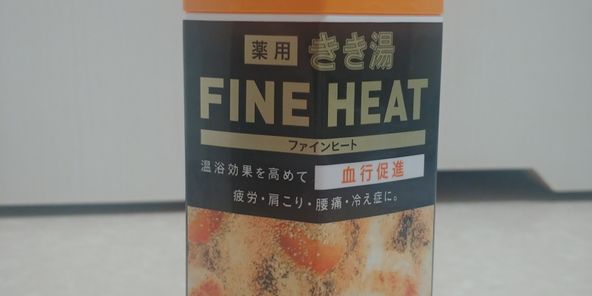 薬用 きき湯
FINE HEAT
ファインヒート
温浴効果を高めて 血行促進
疲労・肩こり・腰痛・冷え症に。